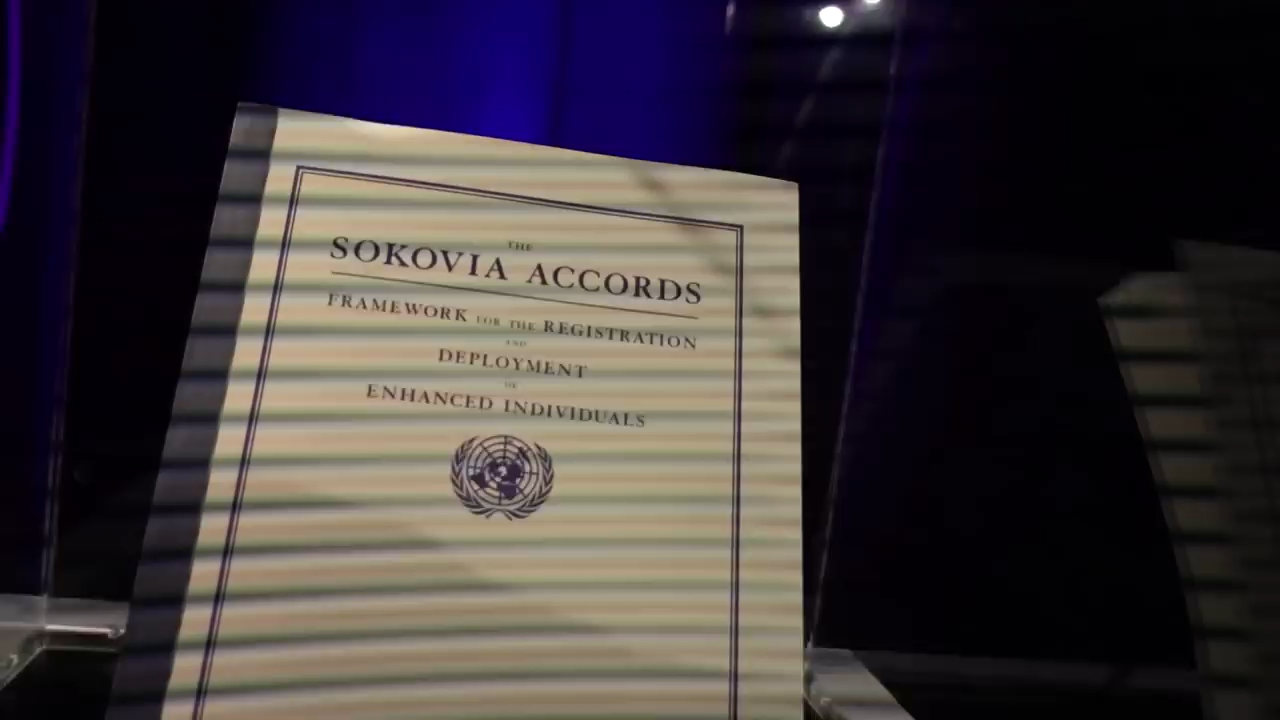 THE
SOKOVIA ACCORDS
FRAMEWORK FOR THE REGISTRATION
AND
DEPLOYMENT
OF
ENHANCED INDIVIDUALS